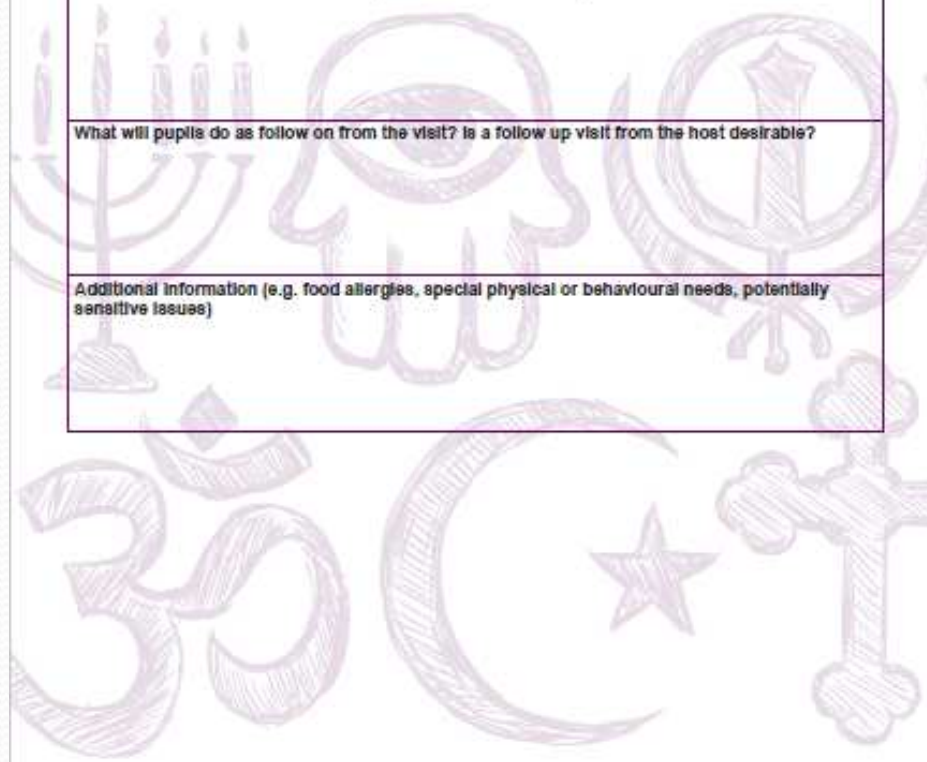 What will pupils do as follow on from the visit? Is a follow up visit from the host desirable?
Additional information (e.g. food allergies, special physical or behavioural needs, potentially
sensitive issues)